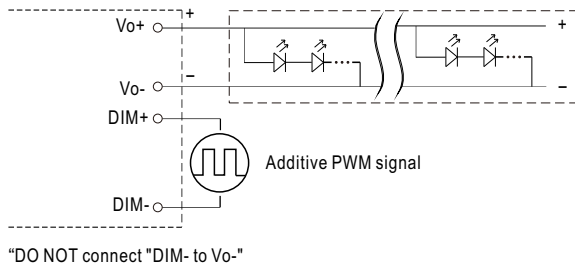 Vo+
+
+
−
Vo-
−
DIM+
Additive PWM signal
DIM-
“DO NOT connect "DIM- to Vo-"